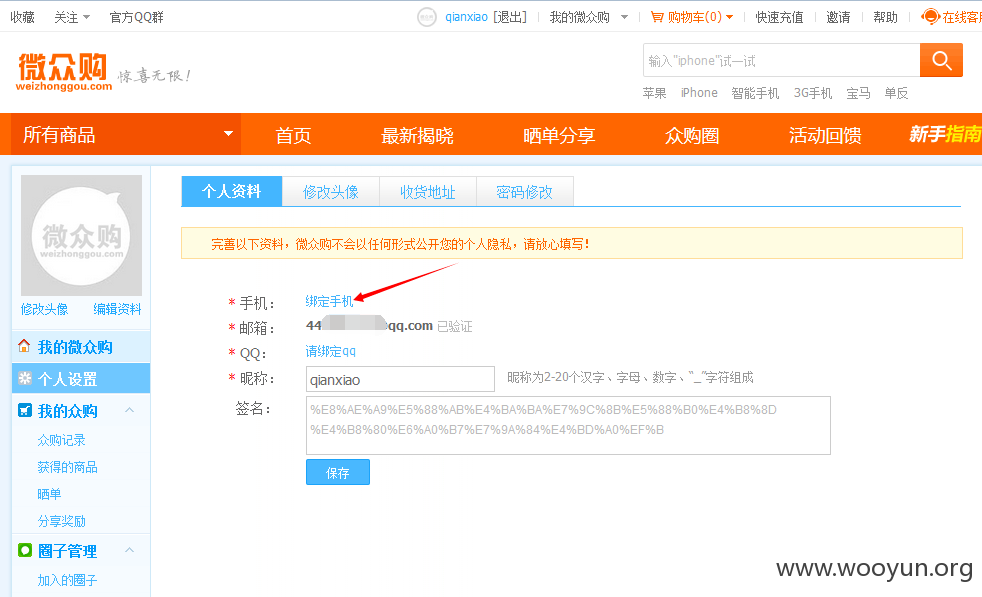 收藏 关注 官方QQ群 qianxiao [退出] 我的微众购 购物车(0) 快速充值 邀请 帮助 在线客服
微众购 惊喜无限!
weizhonggou.com
输入"iphone"试一试
苹果 iPhone 智能手机 3G手机 宝马 单反
所有商品 首页 最新揭晓 晒单分享 众购圈 活动回馈 新手指南
微众购
weizhonggou.com
修改头像 编辑资料
我的微众购
个人设置
我的众购
众购记录
获得的商品
晒单
分享奖励
圈子管理
加入的圈子
个人资料 修改头像 收货地址 密码修改
完善以下资料，微众购不会以任何形式公开您的个人隐私，请放心填写！
* 手机： 绑定手机
* 邮箱： 44 qq.com 已验证
* QQ： 请绑定qq
* 昵称： qianxiao 昵称为2-20个汉字、字母、数字、“_”字符组成
签名： %E8%AE%A9%E5%88%AB%E4%BA%BA%E7%9C%8B%E5%88%B0%E4%B8%8D
%E4%B8%80%E6%A0%B7%E7%9A%84%E4%BD%A0%EF%B
保存
www.wooyun.org